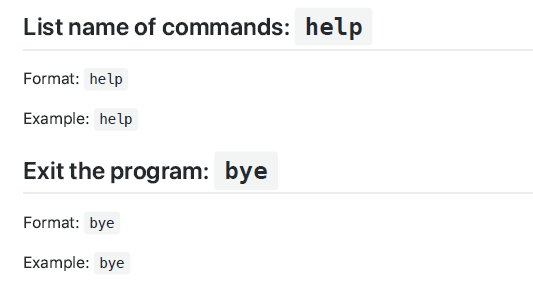 List name of commands: help
Format: help
Example: help
Exit the program: bye
Format: bye
Example: bye